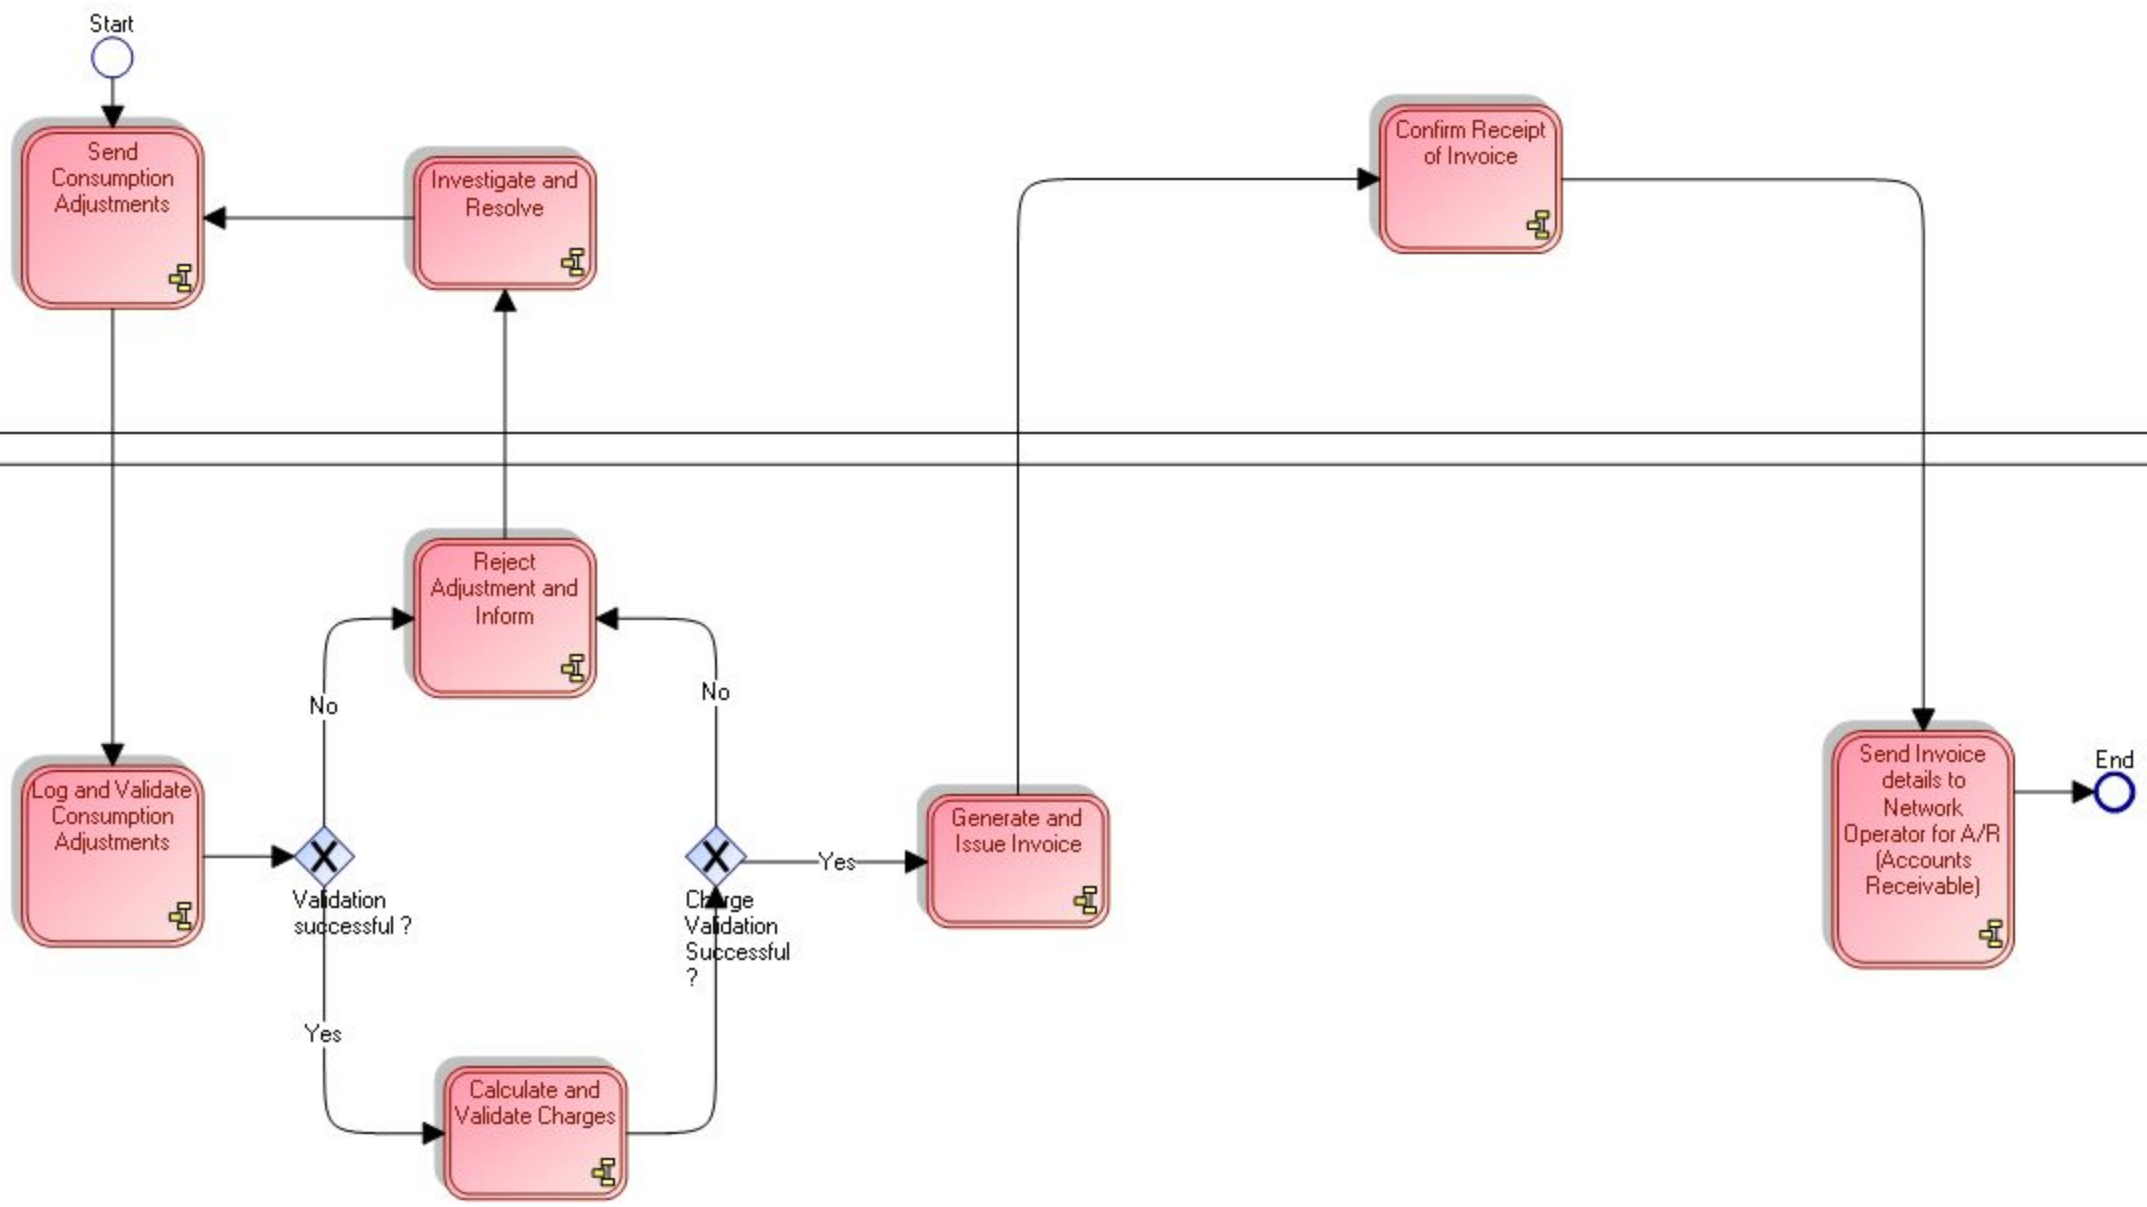 Start
Send
Consumption
Adjustments
Investigate and
Resolve
Confirm Receipt
of Invoice
Reject
Adjustment and
Inform
No
No
Log and Validate
Consumption
Adjustments
Validation
successful ?
Charge
Validation
Successful
?
Yes
Generate and
Issue Invoice
Send Invoice
details to
Network
Operator for A/R
(Accounts
Receivable)
End
Yes
Calculate and
Validate Charges